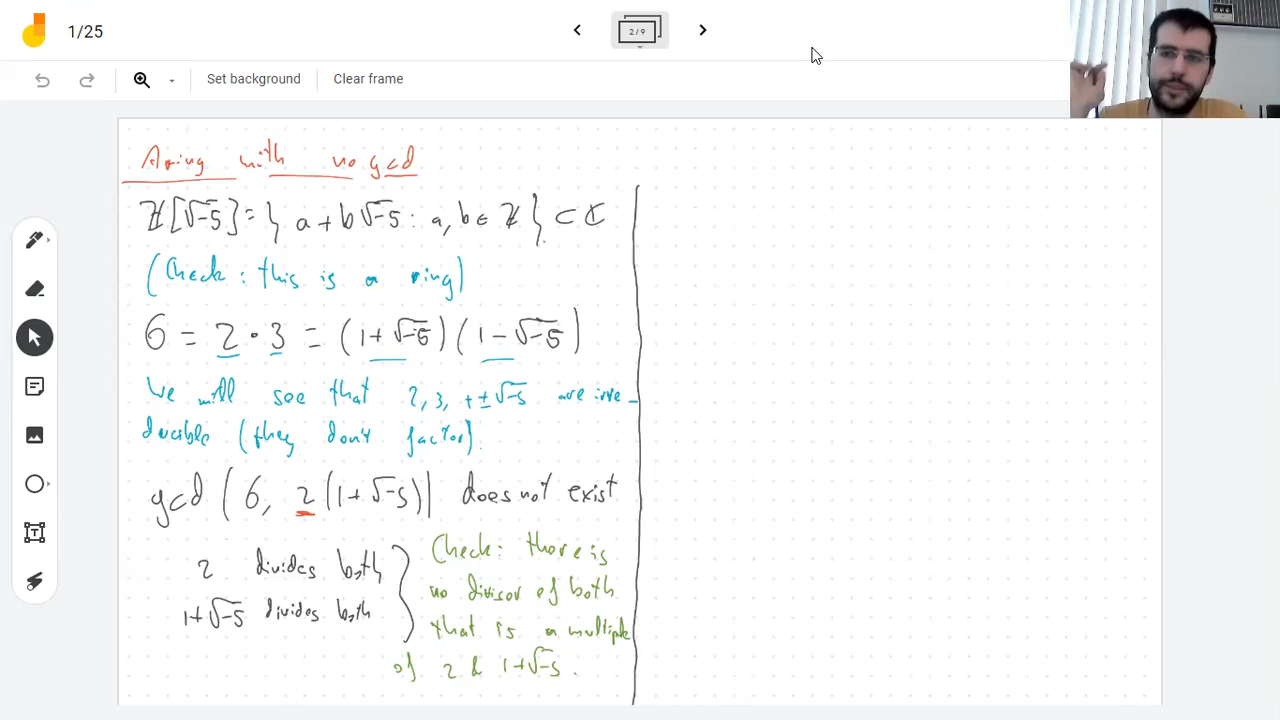 1/25
2 / 9
Set background
Clear frame
A ring with no gcd
ℤ[√-5] = { a + b√-5 : a, b ∈ ℤ } ⊂ ℂ
(Check: this is a ring)
6 = 2 · 3 = (1+√-5)(1-√-5)
We will see that 2, 3, 1±√-5 are irre-
ducible (they don't factor).
gcd (6, 2(1+√-5)) does not exist
2 divides both
1+√-5 divides both
Check: there is
no divisor of both
that is a multiple
of 2 & 1+√-5.